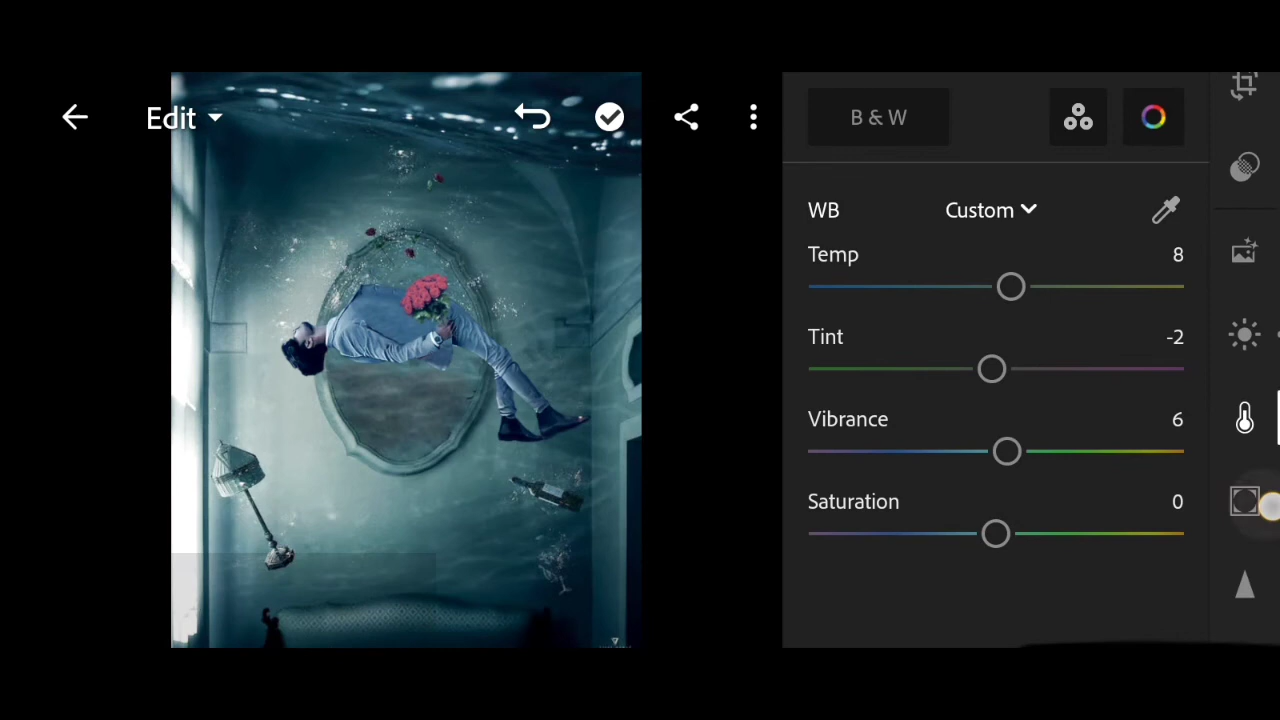 Edit
B & W
WB Custom
Temp 8
Tint -2
Vibrance 6
Saturation 0